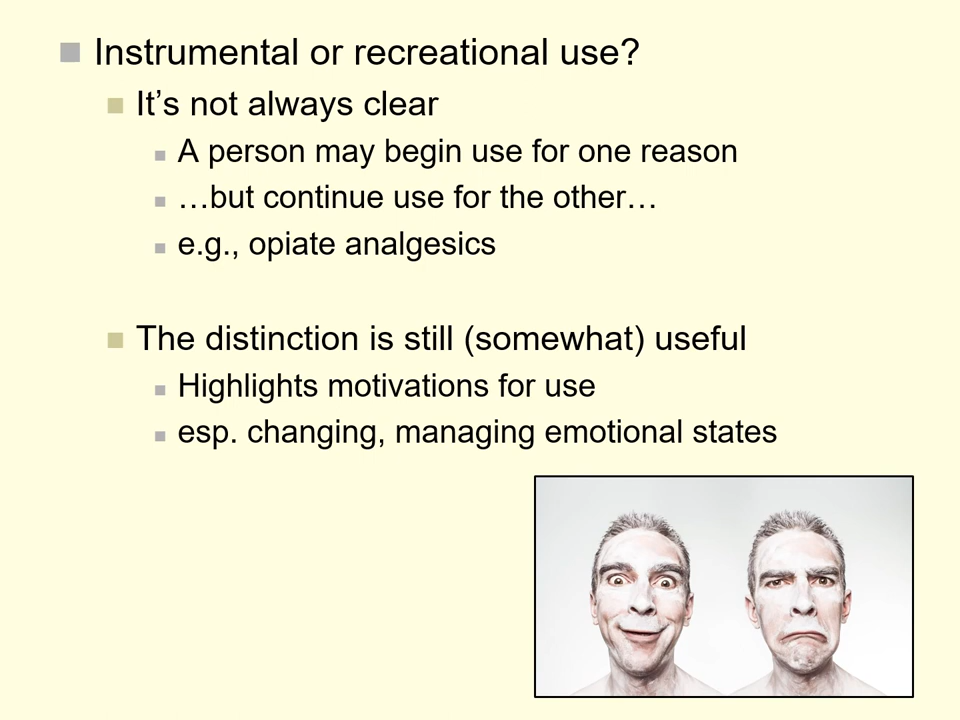 Instrumental or recreational use?
It’s not always clear
A person may begin use for one reason
…but continue use for the other…
e.g., opiate analgesics
The distinction is still (somewhat) useful
Highlights motivations for use
esp. changing, managing emotional states